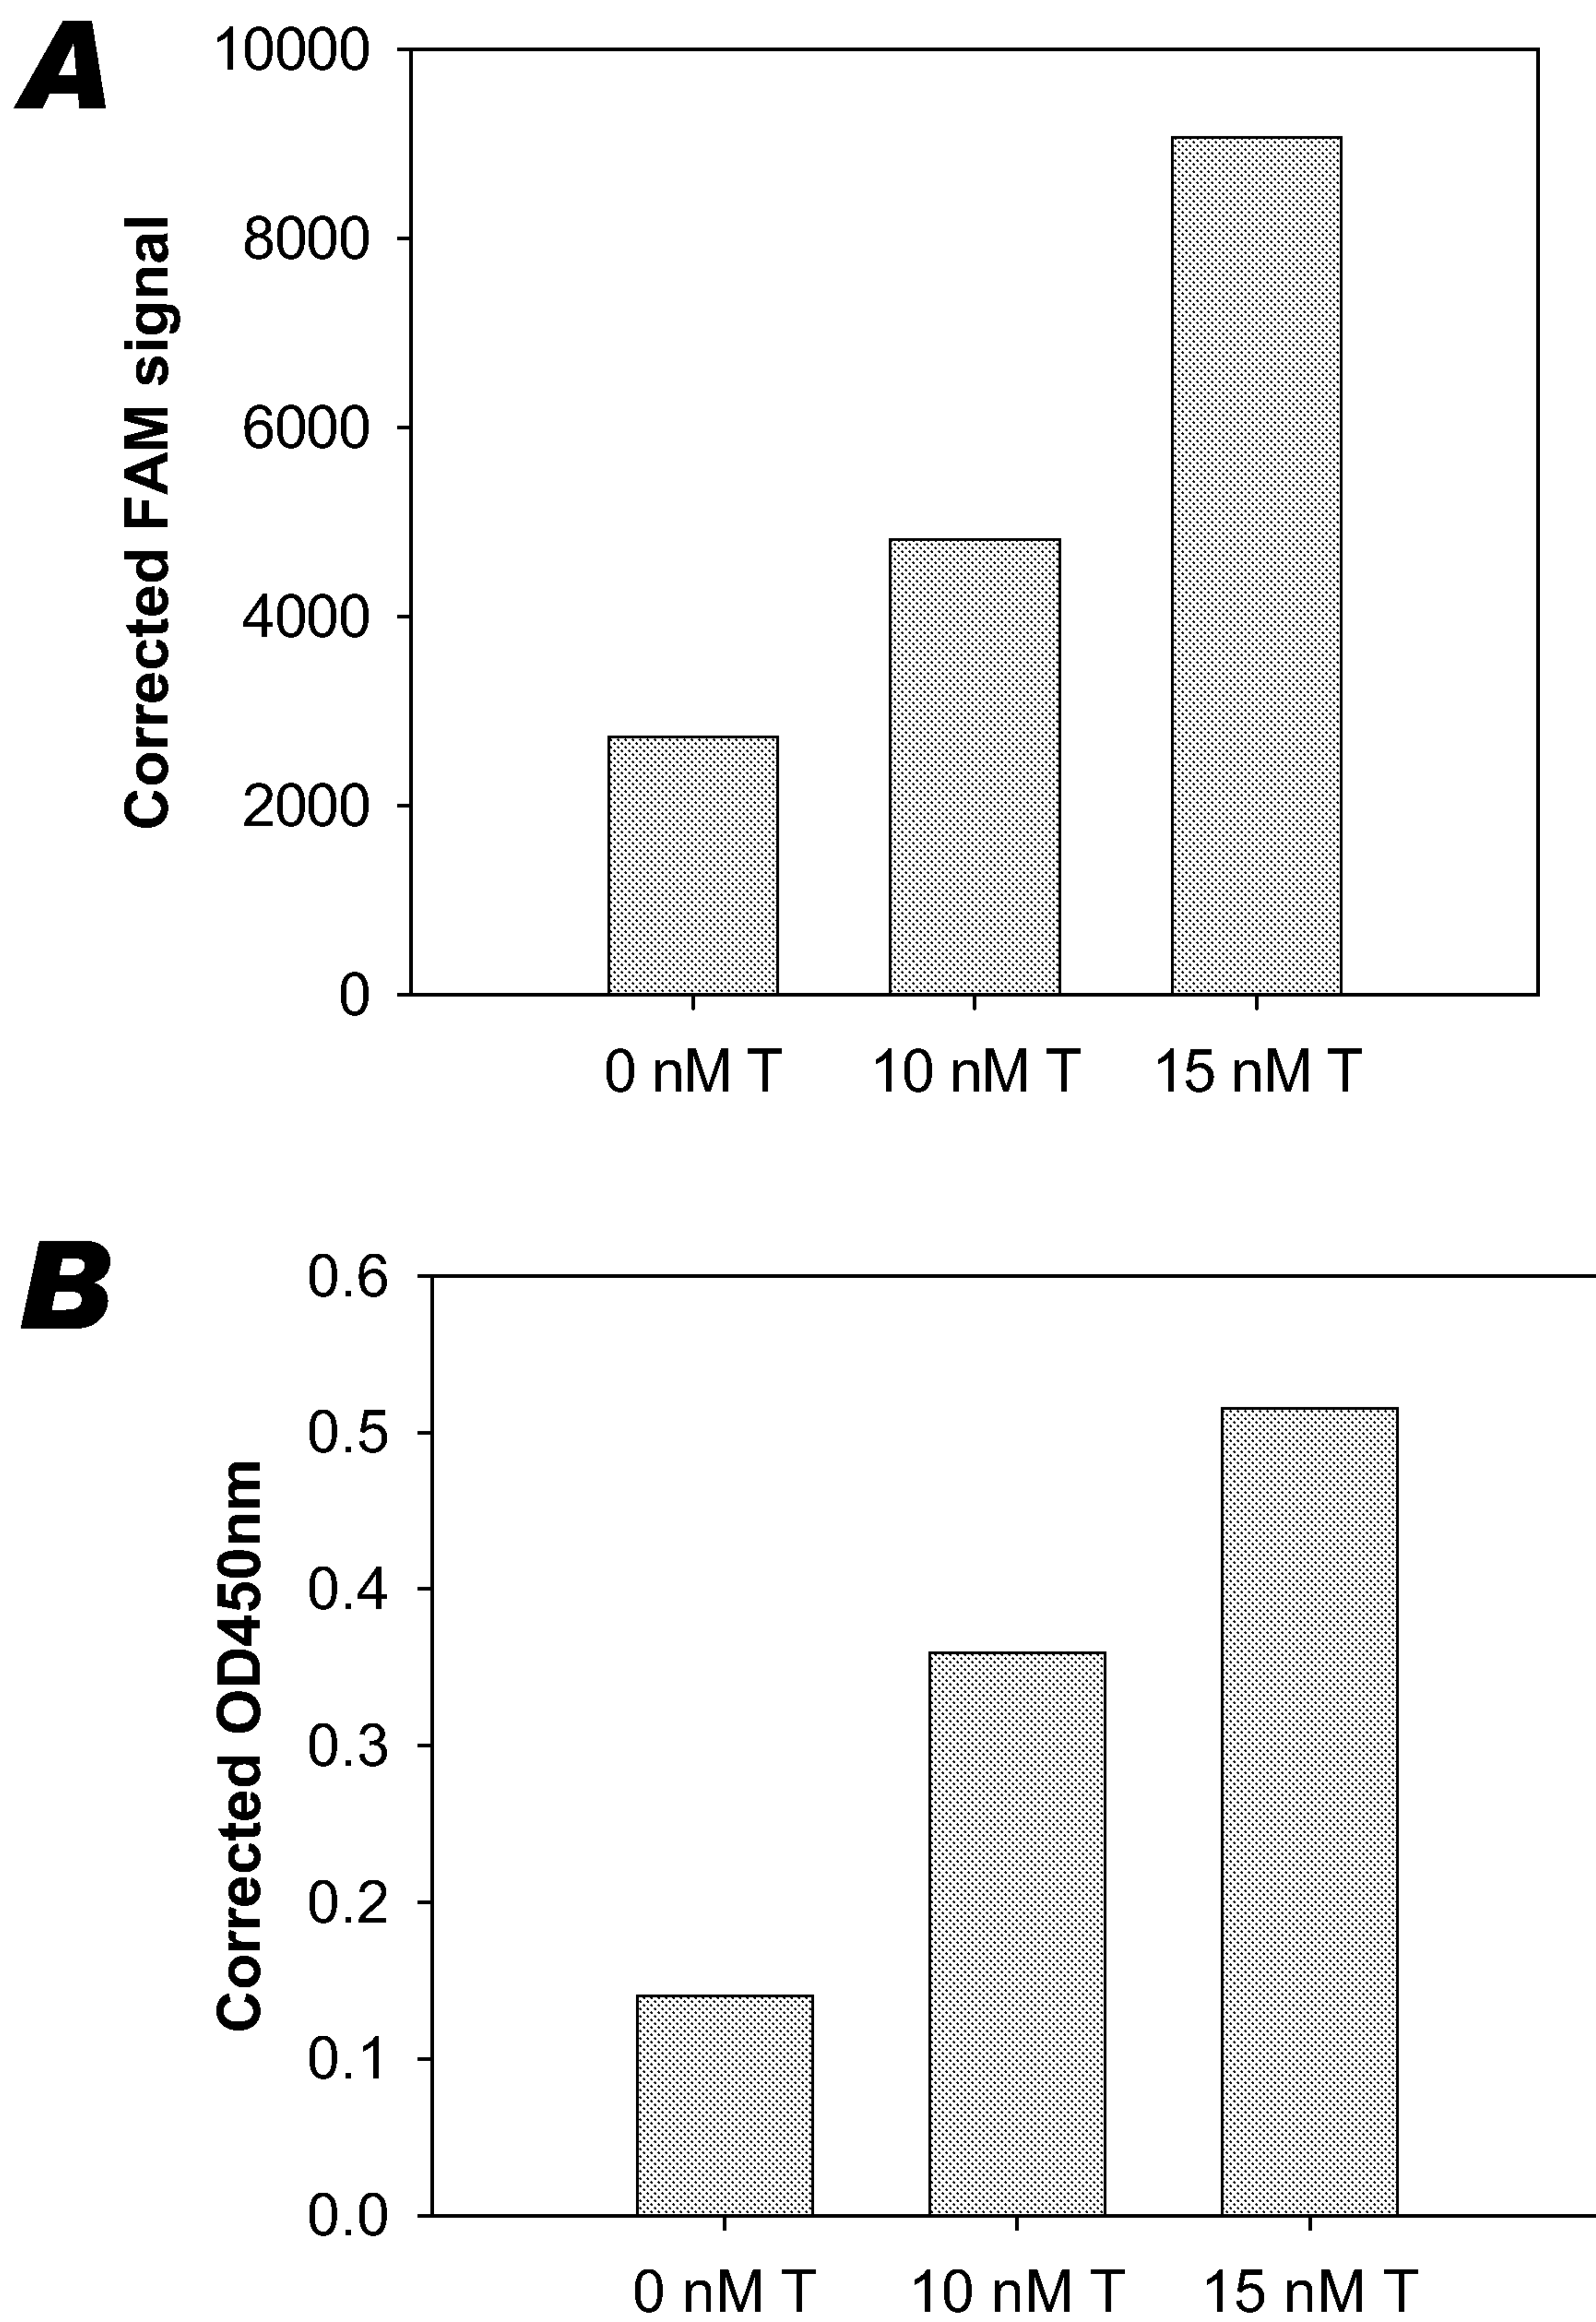 A
Corrected FAM signal
10000
8000
6000
4000
2000
0
0 nM T
10 nM T
15 nM T
B
Corrected OD450nm
0.6
0.5
0.4
0.3
0.2
0.1
0.0
0 nM T
10 nM T
15 nM T